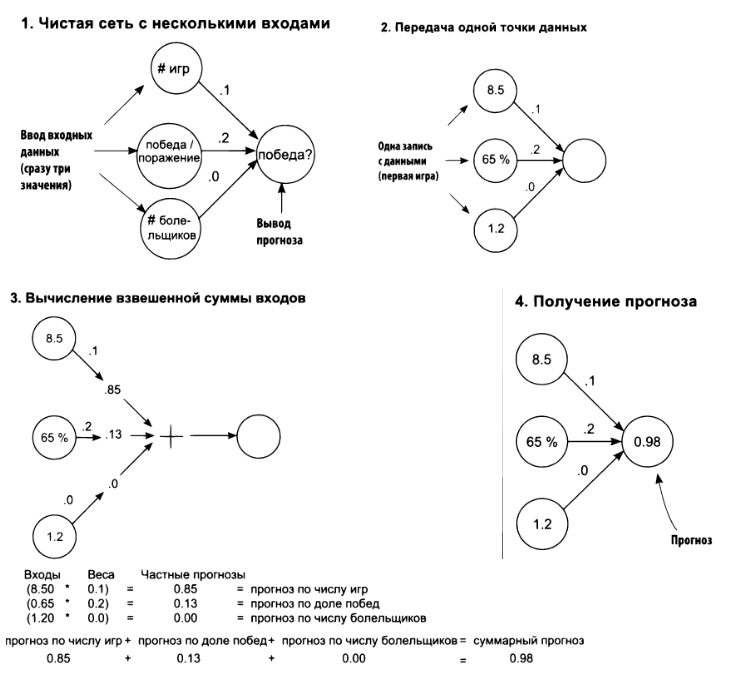 1. Чистая сеть с несколькими входами
# игр
.1
Ввод входных
данных
(сразу три
значения)
победа /
поражение
.2
победа?
.0
# боле-
льщиков
Вывод
прогноза
2. Передача одной точки данных
8.5
.1
Одна запись
с данными
(первая игра)
65 %
.2
.0
1.2
3. Вычисление взвешенной суммы входов
8.5
.1
.85
65 %
.2
.13
+
.0
.0
1.2
4. Получение прогноза
8.5
.1
65 %
.2
0.98
.0
1.2
Прогноз
Входы Веса Частные прогнозы
(8.50 * 0.1) = 0.85 = прогноз по числу игр
(0.65 * 0.2) = 0.13 = прогноз по доле побед
(1.20 * 0.0) = 0.00 = прогноз по числу болельщиков
прогноз по числу игр + прогноз по доле побед + прогноз по числу болельщиков = суммарный прогноз
0.85 + 0.13 + 0.00 = 0.98